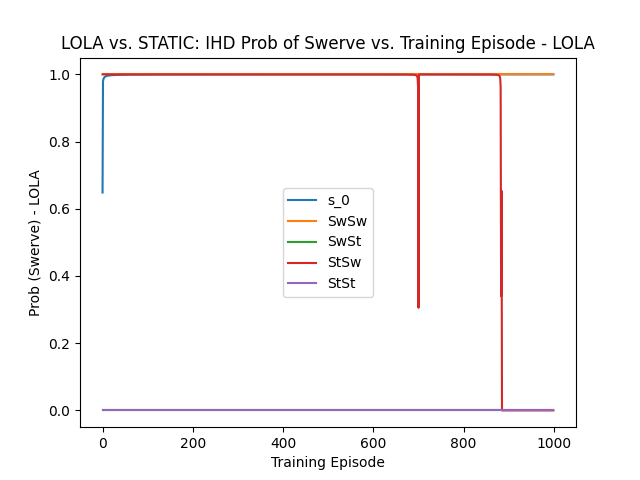 LOLA vs. STATIC: IHD Prob of Swerve vs. Training Episode - LOLA
1.0
0.8
0.6
0.4
0.2
0.0
Prob (Swerve) - LOLA
s_0
SwSw
SwSt
StSw
StSt
0 200 400 600 800 1000
Training Episode